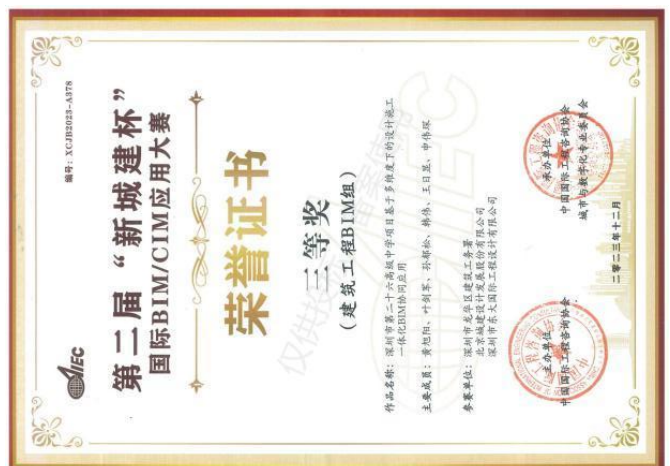 AIEC
编号：XCJB2023-A378
第二届“新城建杯”
国际BIM/CIM应用大赛
荣誉证书
三等奖
（建筑工程BIM组）
作品名称：深圳市第二十六高级中学项目基于多维度下的设计施工
一体化BIM协同应用
主要成员：黄旭阳、叶剑军、孙郁松、韩伟、王日昱、申伟琛
参赛单位：深圳市龙华区建筑工务署
北京城建设计发展股份有限公司
深圳市东大国际工程设计有限公司
主办单位
中国国际工程咨询协会
承办单位
中国国际工程咨询协会
城市与数字化专业委员会
二零二三年十二月